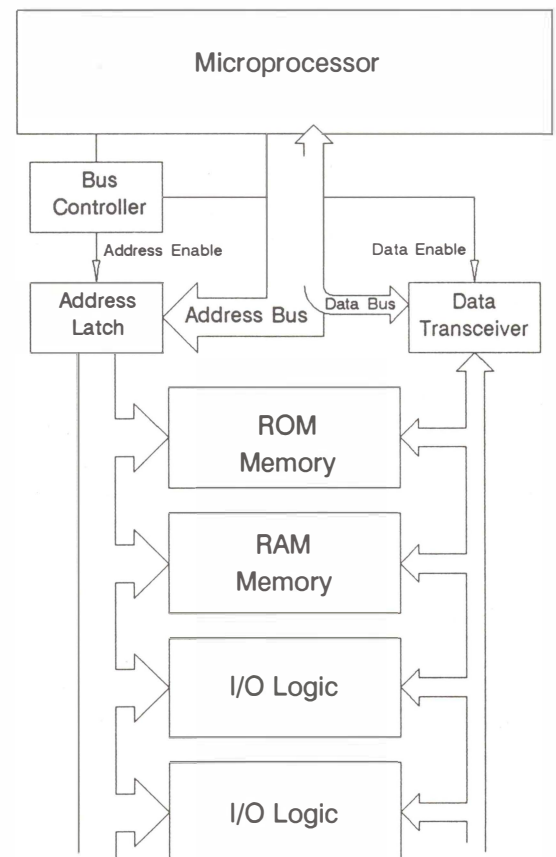 Microprocessor
Bus
Controller
Address Enable
Data Enable
Address
Latch
Address Bus
Data Bus
Data
Transceiver
ROM
Memory
RAM
Memory
I/O Logic
I/O Logic